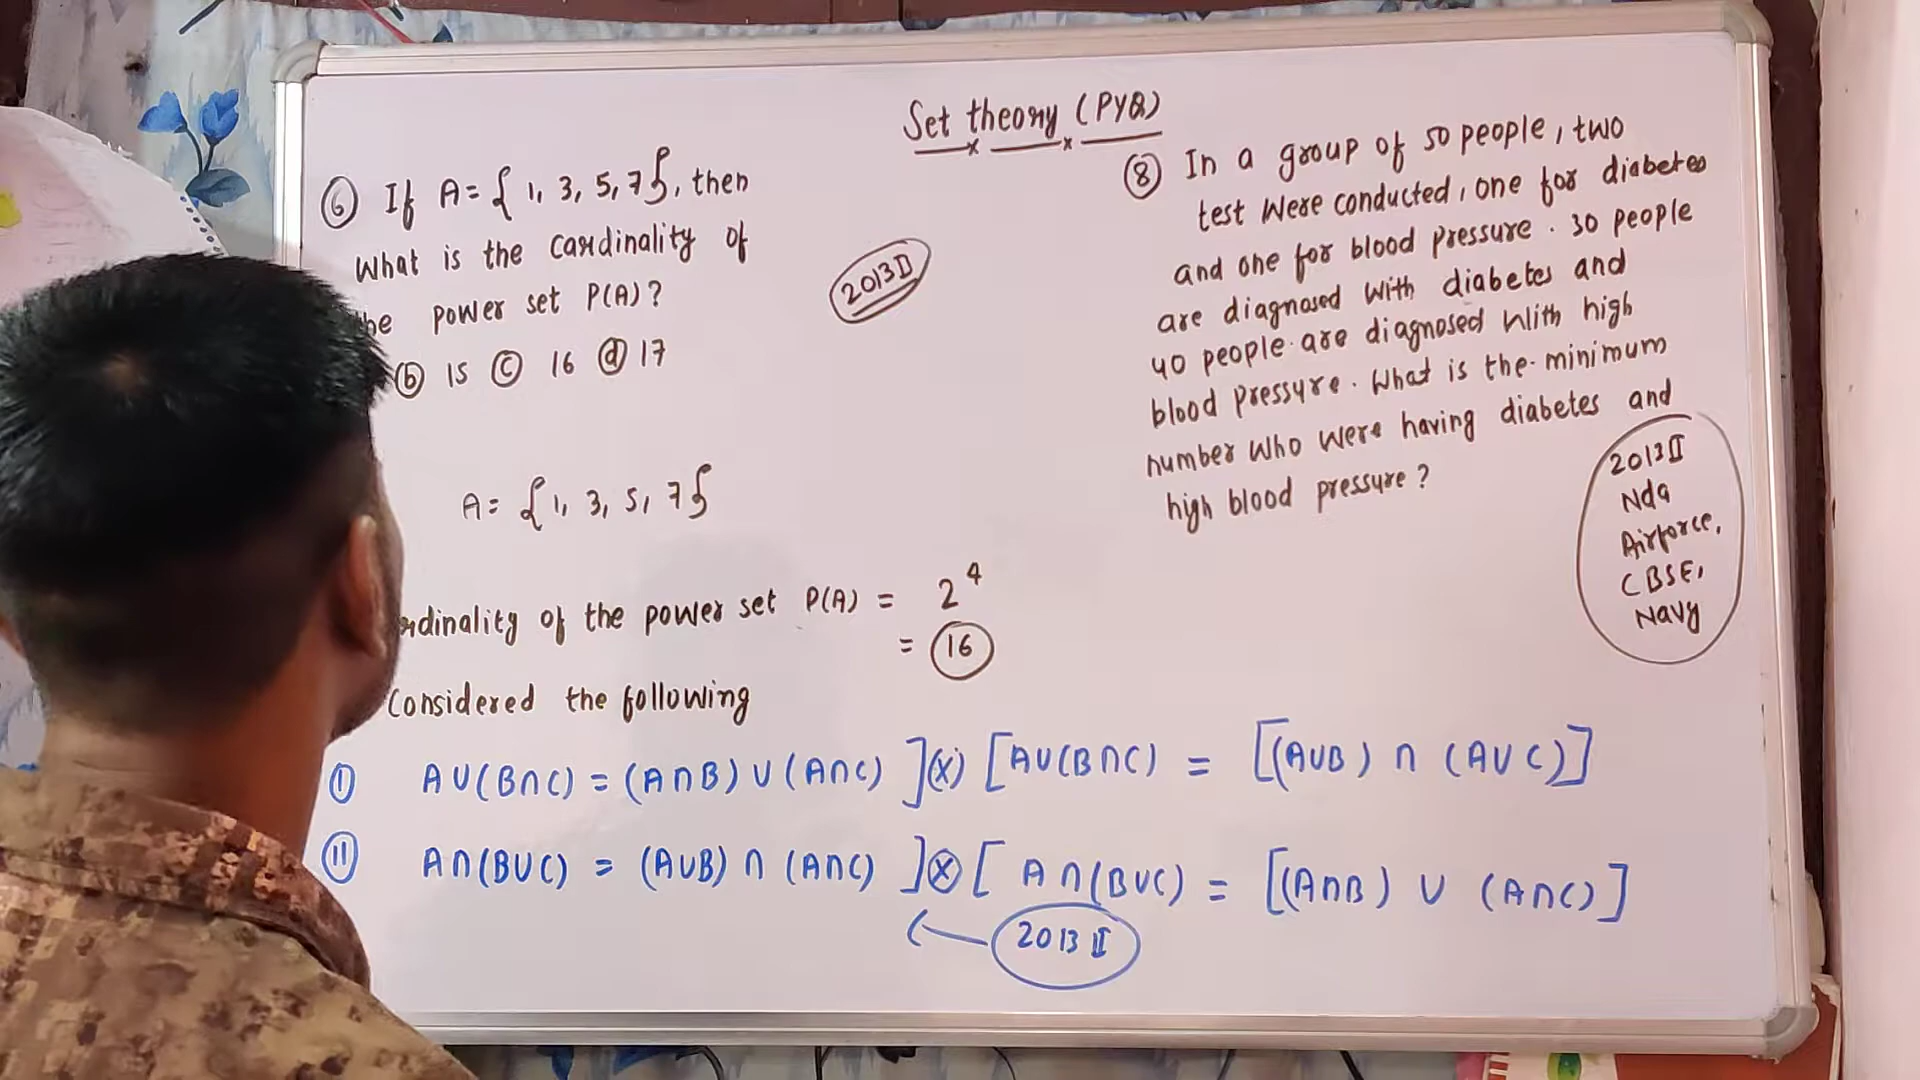 Set theory (PYQ)
⑥ If A = { 1, 3, 5, 7 }, then
What is the cardinality of
he power set P(A) ?
ⓑ 15 ⓒ 16 ⓓ 17
2013 II
A = { 1, 3, 5, 7 }
rdinality of the power set P(A) = 2⁴
= 16
Considered the following
Ⓘ A∪(B∩C) = (A∩B) ∪ (A∩C) ](x) [A∪(B∩C) = [(A∪B) ∩ (A∪C)]
Ⓘⓘ A∩(B∪C) = (A∪B) ∩ (A∩C) ]ⓧ[ A∩(B∪C) = [(A∩B) ∪ (A∩C)]
2013 II
⑧ In a group of 50 people, two
test Were conducted, one for diabetes
and one for blood pressure. 30 people
are diagnosed With diabetes and
40 people are diagnosed With high
blood pressure. What is the minimum
number Who were having diabetes and
high blood pressure ?
2013 II
Nda
Airforce,
CBSE,
Navy